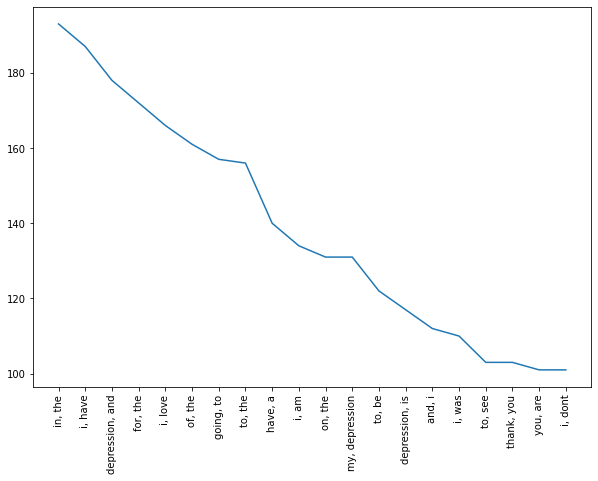 180
160
140
120
100
in, the
i, have
depression, and
for, the
i, love
of, the
going, to
to, the
have, a
i, am
on, the
my, depression
to, be
depression, is
and, i
i, was
to, see
thank, you
you, are
i, dont